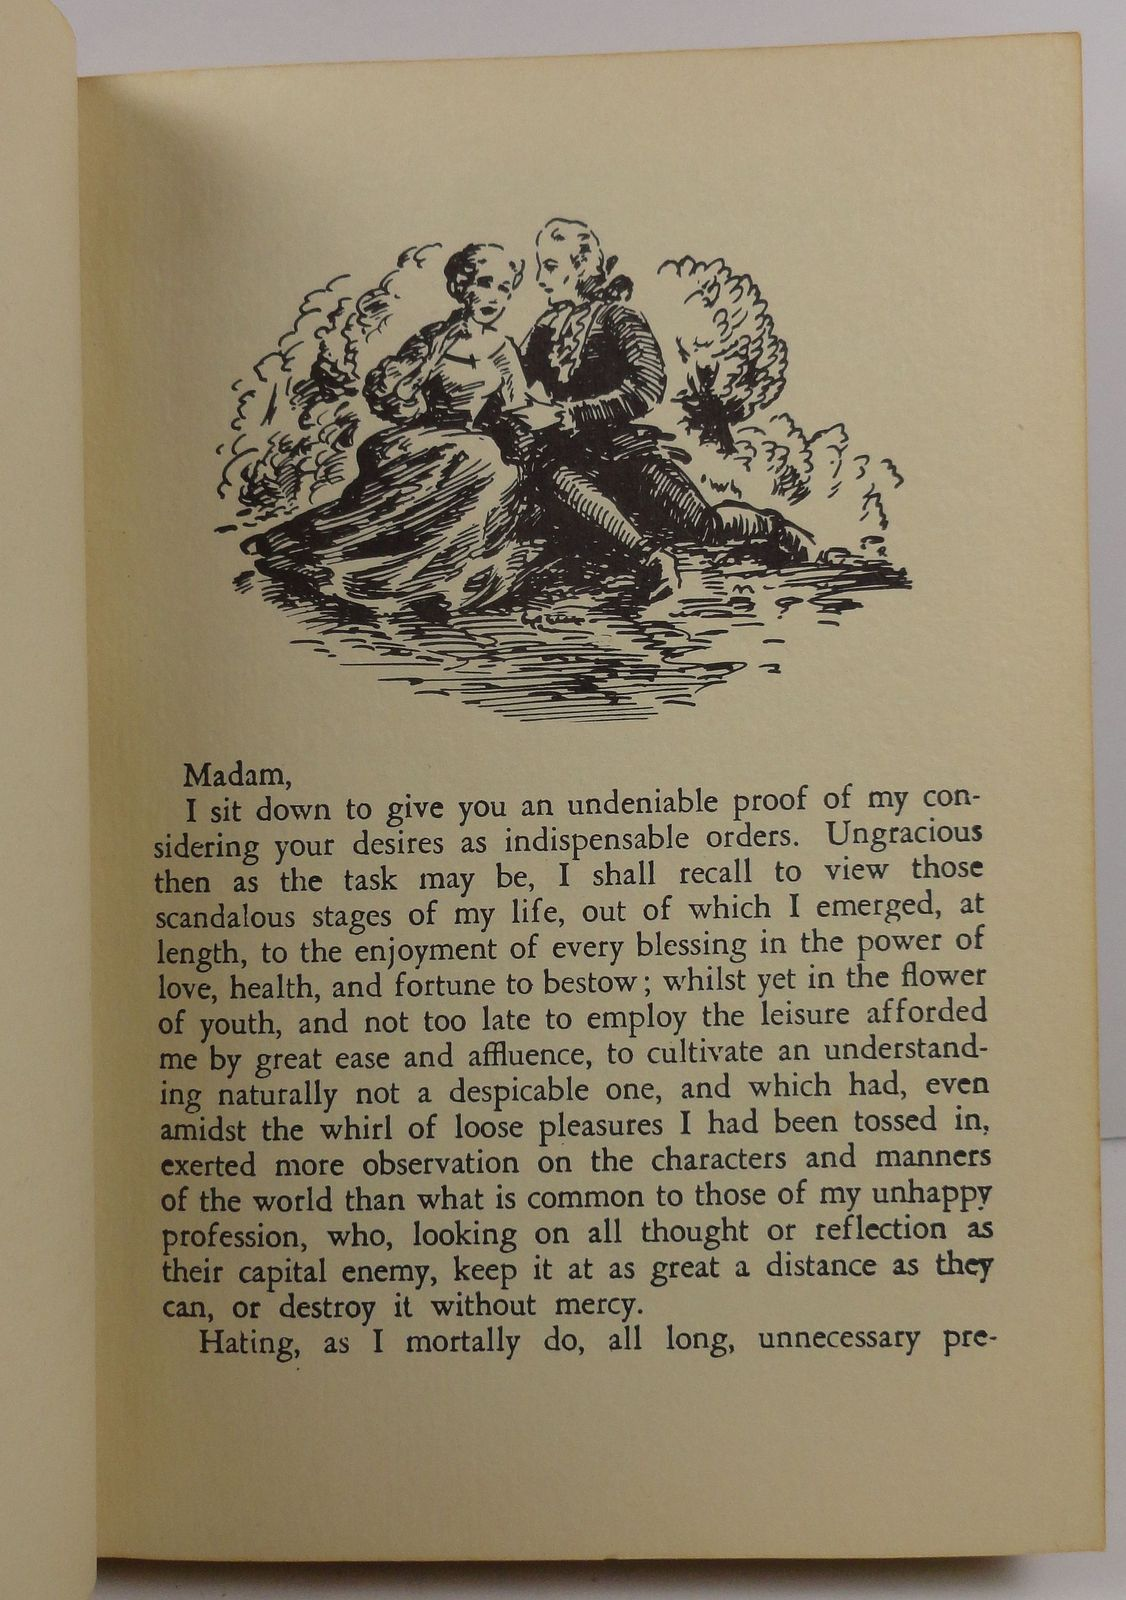 Madam,
I sit down to give you an undeniable proof of my con-
sidering your desires as indispensable orders. Ungracious
then as the task may be, I shall recall to view those
scandalous stages of my life, out of which I emerged, at
length, to the enjoyment of every blessing in the power of
love, health, and fortune to bestow; whilst yet in the flower
of youth, and not too late to employ the leisure afforded
me by great ease and affluence, to cultivate an understand-
ing naturally not a despicable one, and which had, even
amidst the whirl of loose pleasures I had been tossed in,
exerted more observation on the characters and manners
of the world than what is common to those of my unhappy
profession, who, looking on all thought or reflection as
their capital enemy, keep it at as great a distance as they
can, or destroy it without mercy.
Hating, as I mortally do, all long, unnecessary pre-